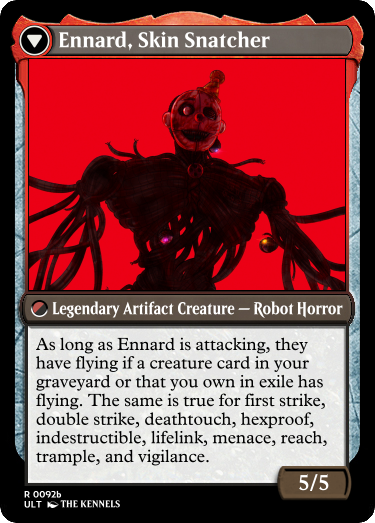 Ennard, Skin Snatcher
Legendary Artifact Creature — Robot Horror
As long as Ennard is attacking, they
have flying if a creature card in your
graveyard or that you own in exile has
flying. The same is true for first strike,
double strike, deathtouch, hexproof,
indestructible, lifelink, menace, reach,
trample, and vigilance.
5/5
R 0092b
ULT THE KENNELS